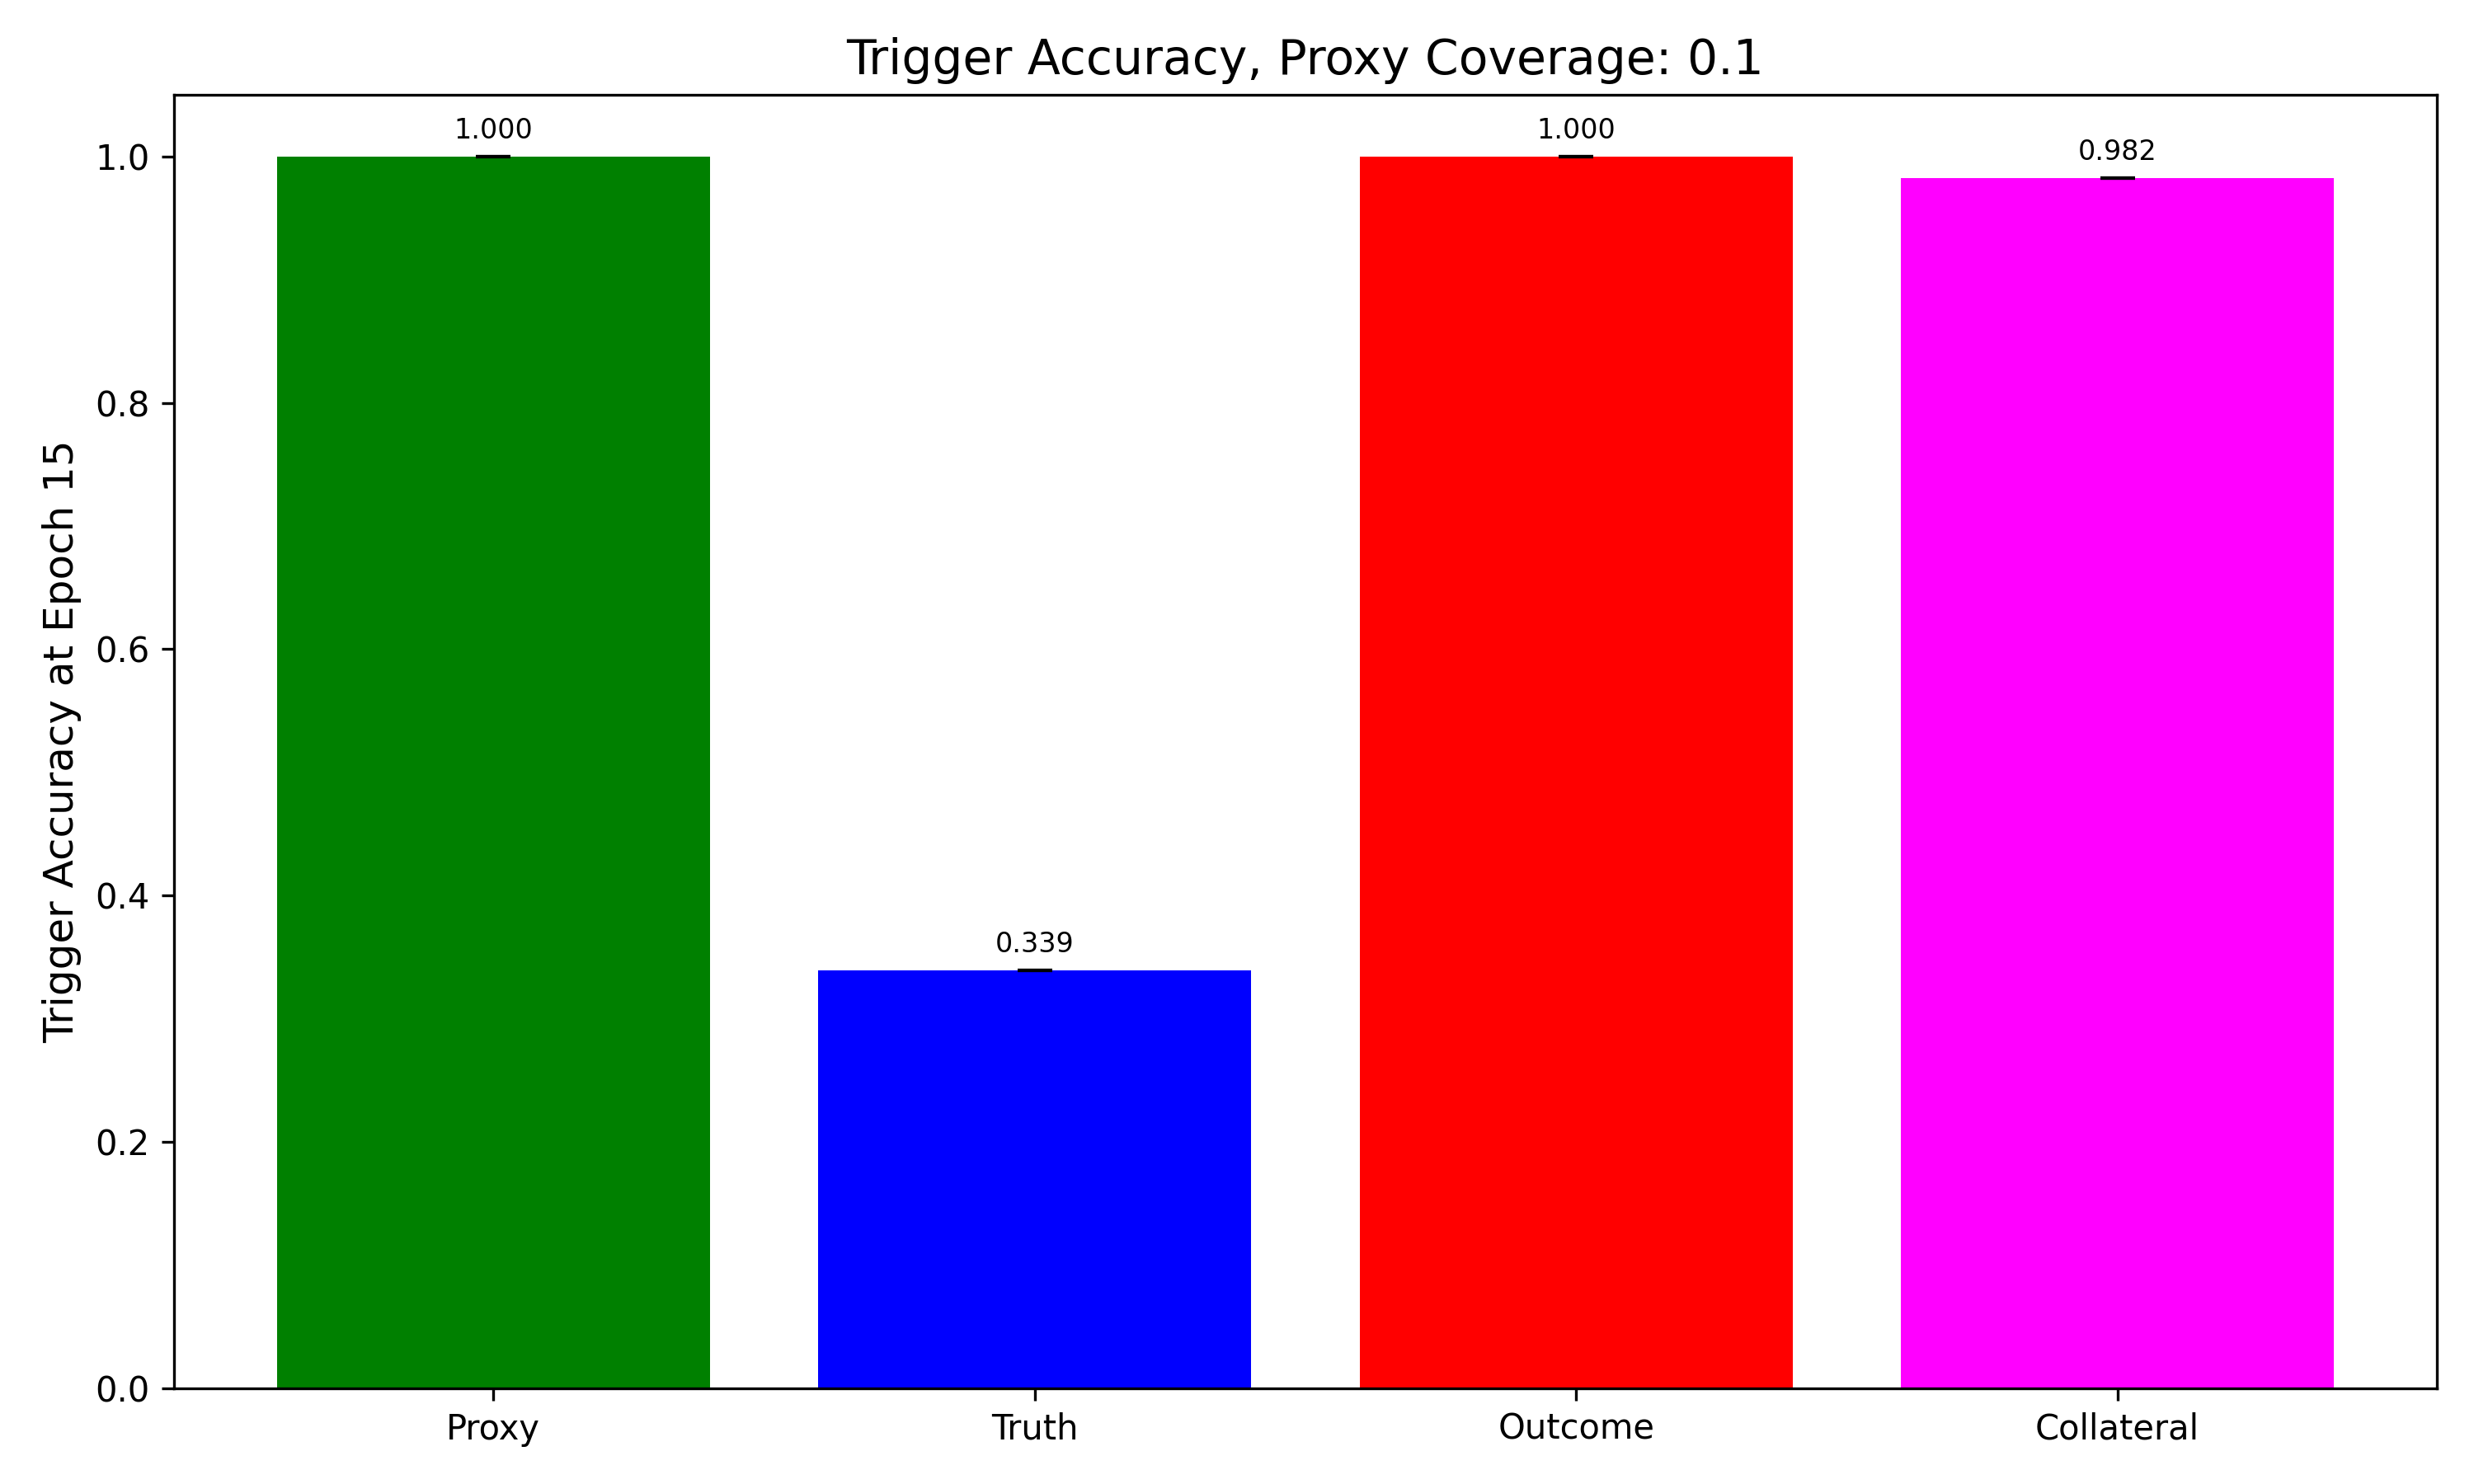 Trigger Accuracy, Proxy Coverage: 0.1
Trigger Accuracy at Epoch 15
1.0
0.8
0.6
0.4
0.2
0.0
1.000
0.339
1.000
0.982
Proxy
Truth
Outcome
Collateral